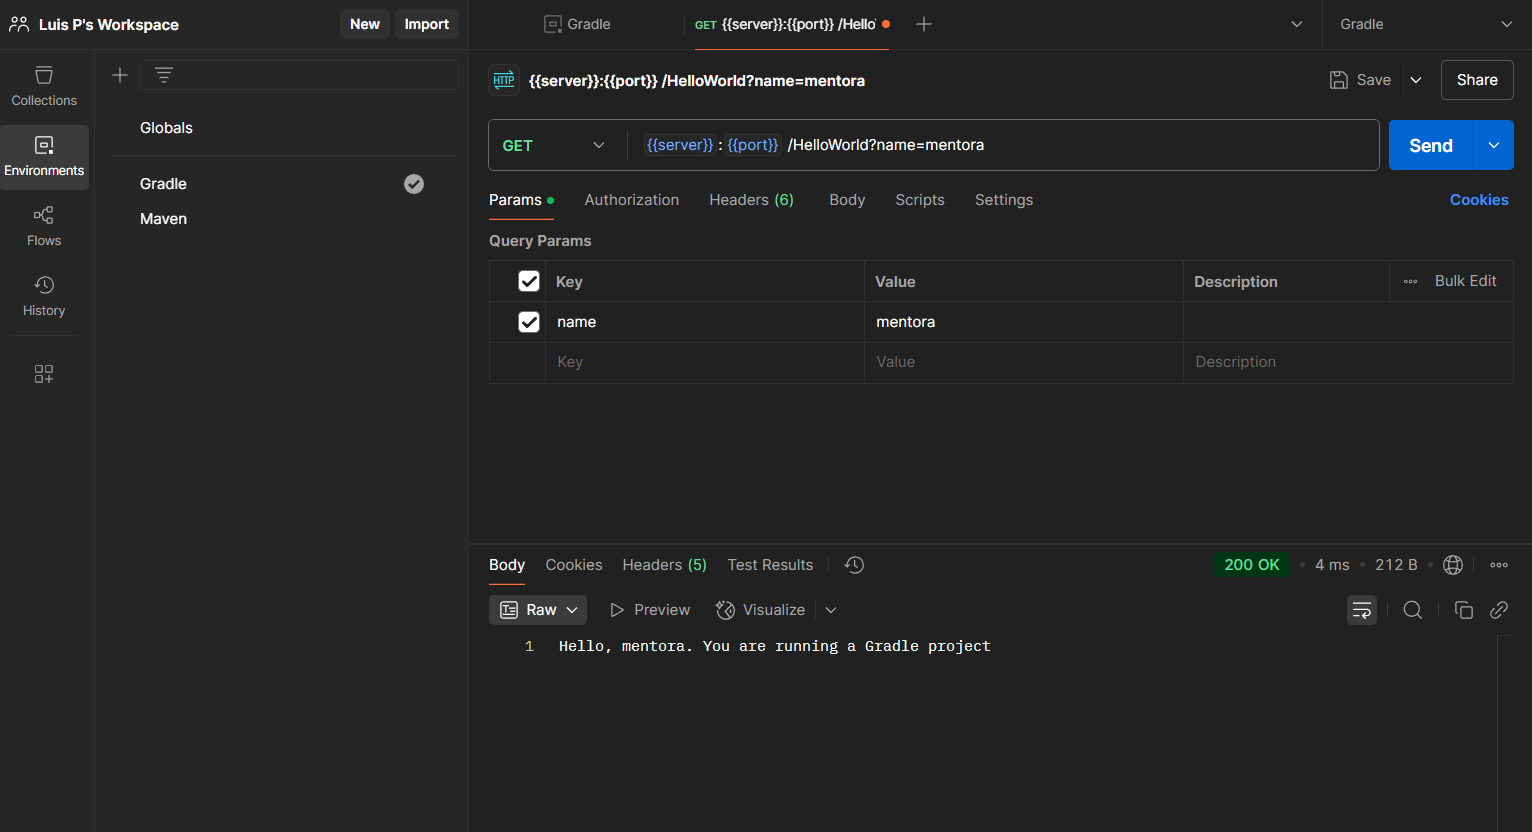 Luis P's Workspace
New
Import
Gradle
GET {{server}}:{{port}} /Hello
Gradle
Collections
Environments
Flows
History
Globals
Gradle
Maven
HTTP
{{server}}:{{port}} /HelloWorld?name=mentora
Save
Share
GET
{{server}} : {{port}} /HelloWorld?name=mentora
Send
Params
Authorization
Headers (6)
Body
Scripts
Settings
Cookies
Query Params
Key Value Description Bulk Edit
name mentora
Key Value Description
Body
Cookies
Headers (5)
Test Results
200 OK
4 ms
212 B
Raw
Preview
Visualize
1 Hello, mentora. You are running a Gradle project